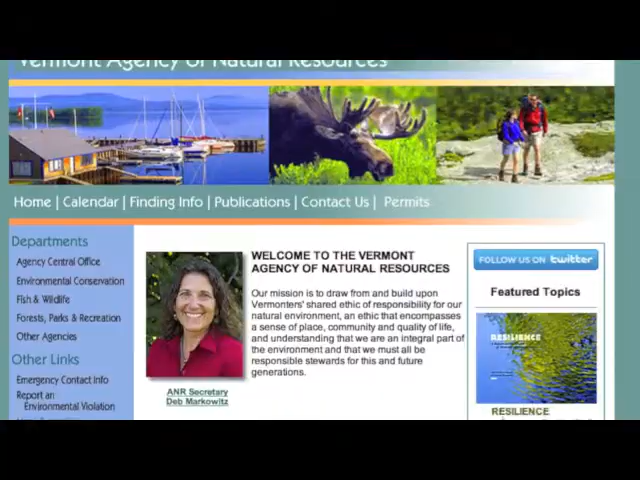 Vermont Agency of Natural Resources
Home | Calendar | Finding Info | Publications | Contact Us | Permits
Departments
Agency Central Office
Environmental Conservation
Fish & Wildlife
Forests, Parks & Recreation
Other Agencies
Other Links
Emergency Contact Info
Report an
Environmental Violation
WELCOME TO THE VERMONT
AGENCY OF NATURAL RESOURCES
Our mission is to draw from and build upon
Vermonters' shared ethic of responsibility for our
natural environment, an ethic that encompasses
a sense of place, community and quality of life,
and understanding that we are an integral part of
the environment and that we must all be
responsible stewards for this and future
generations.
ANR Secretary
Deb Markowitz
FOLLOW US ON twitter
Featured Topics
RESILIENCE
RESILIENCE